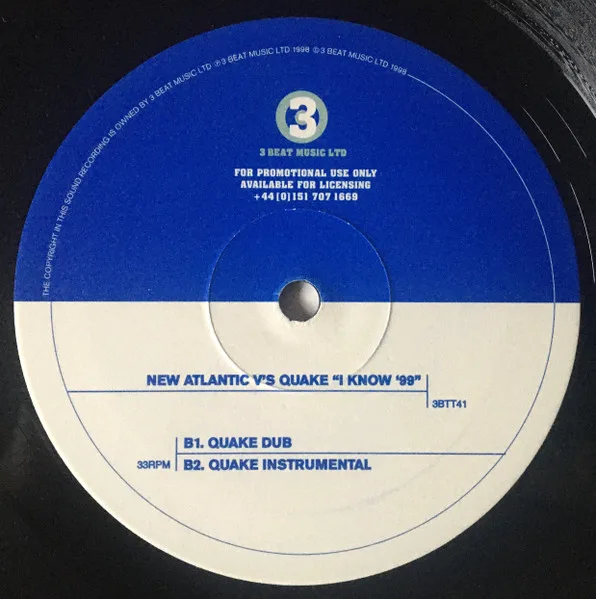 THE COPYRIGHT IN THIS SOUND RECORDING IS OWNED BY 3 BEAT MUSIC LTD ℗3 BEAT MUSIC LTD 1998 ©3 BEAT MUSIC LTD 1998
3
3 BEAT MUSIC LTD
FOR PROMOTIONAL USE ONLY
AVAILABLE FOR LICENSING
+44 [0] 151 707 1669
NEW ATLANTIC V'S QUAKE “I KNOW ‘99”
3BTT41
B1. QUAKE DUB
33RPM
B2. QUAKE INSTRUMENTAL